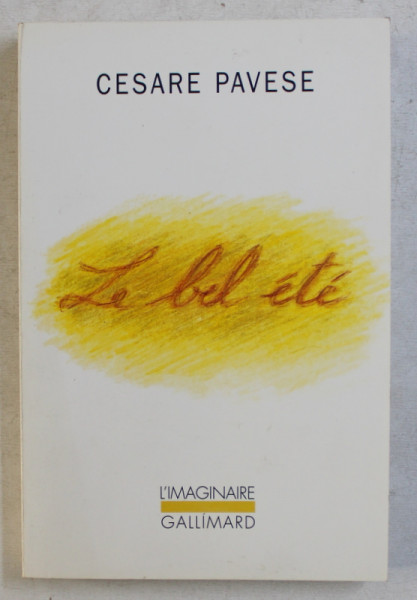 CESARE PAVESE
Le bel été
L'IMAGINAIRE
GALLIMARD